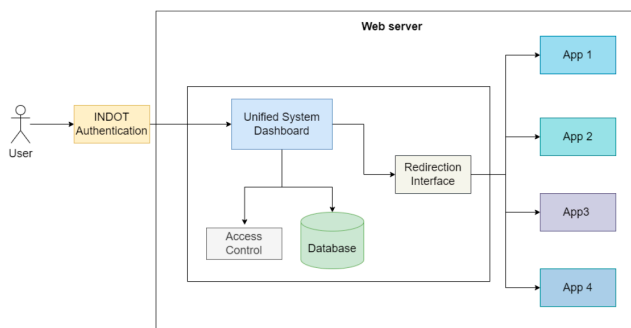 Web server
App 1
INDOT
Authentication
Unified System
Dashboard
User
App 2
Redirection
Interface
App3
Access
Control
Database
App 4